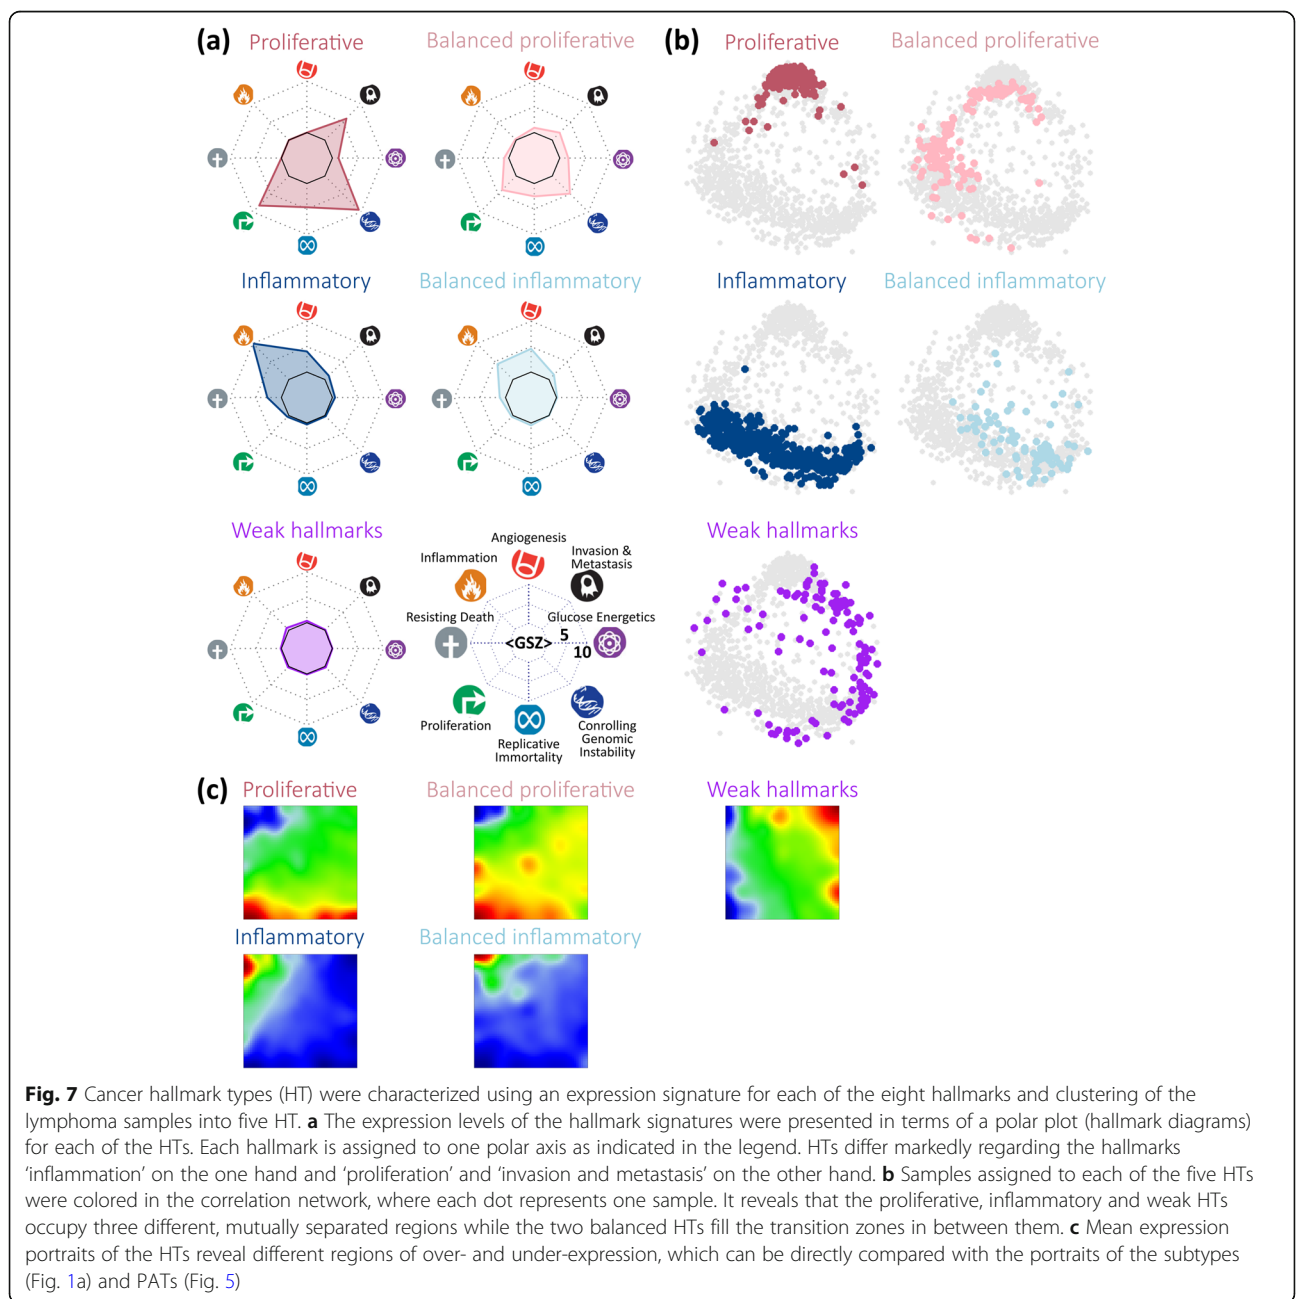 (a)
Proliferative
Balanced proliferative
(b)
Proliferative
Balanced proliferative
Inflammatory
Balanced inflammatory
Inflammatory
Balanced inflammatory
Weak hallmarks
Angiogenesis
Inflammation
Invasion &
Metastasis
Resisting Death
Glucose Energetics
<GSZ>
5
10
Proliferation
Replicative
Immortality
Conrolling
Genomic
Instability
Weak hallmarks
(c)
Proliferative
Balanced proliferative
Weak hallmarks
Inflammatory
Balanced inflammatory
Fig. 7 Cancer hallmark types (HT) were characterized using an expression signature for each of the eight hallmarks and clustering of the
lymphoma samples into five HT. a The expression levels of the hallmark signatures were presented in terms of a polar plot (hallmark diagrams)
for each of the HTs. Each hallmark is assigned to one polar axis as indicated in the legend. HTs differ markedly regarding the hallmarks
‘inflammation’ on the one hand and ‘proliferation’ and ‘invasion and metastasis’ on the other hand. b Samples assigned to each of the five HTs
were colored in the correlation network, where each dot represents one sample. It reveals that the proliferative, inflammatory and weak HTs
occupy three different, mutually separated regions while the two balanced HTs fill the transition zones in between them. c Mean expression
portraits of the HTs reveal different regions of over- and under-expression, which can be directly compared with the portraits of the subtypes
(Fig. 1a) and PATs (Fig. 5)